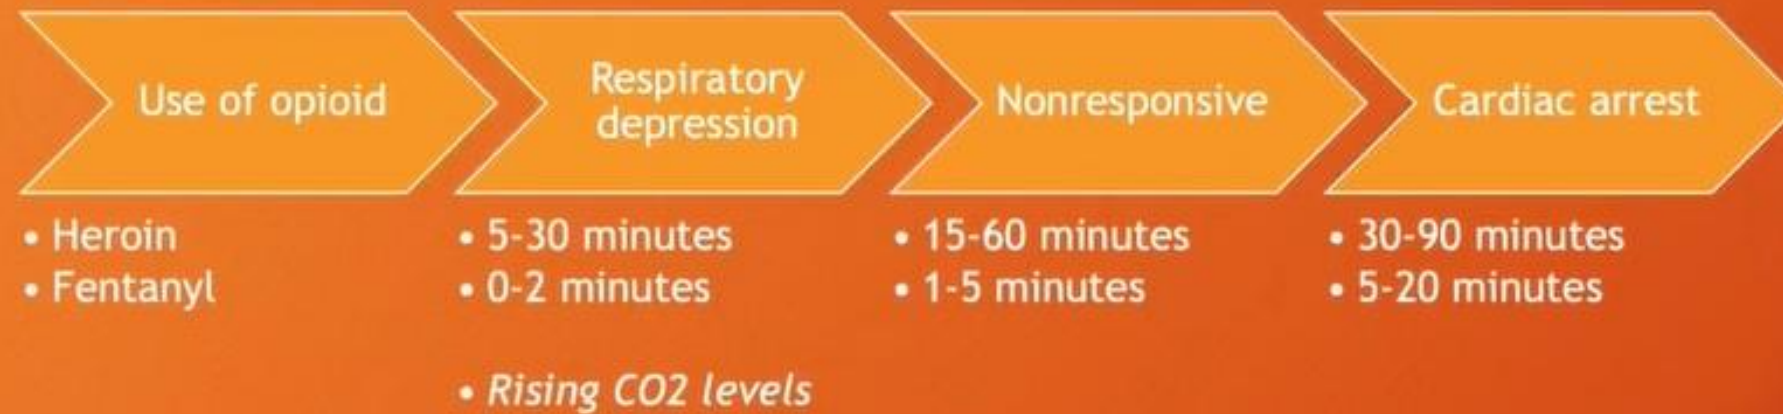 Use of opioid
Respiratory
depression
Nonresponsive
Cardiac arrest
• Heroin
• Fentanyl
• 5-30 minutes
• 0-2 minutes
• Rising CO2 levels
• 15-60 minutes
• 1-5 minutes
• 30-90 minutes
• 5-20 minutes